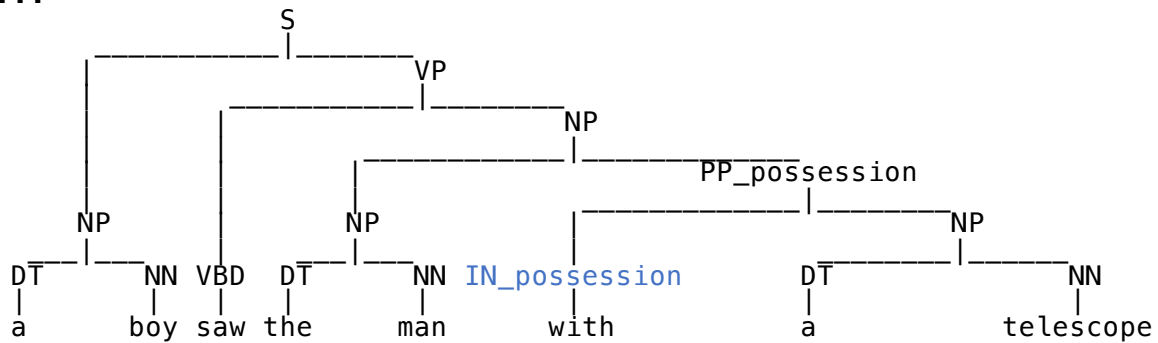 S
VP
NP
PP_possession
NP NP NP
DT NN VBD DT NN IN_possession DT NN
a boy saw the man with a telescope